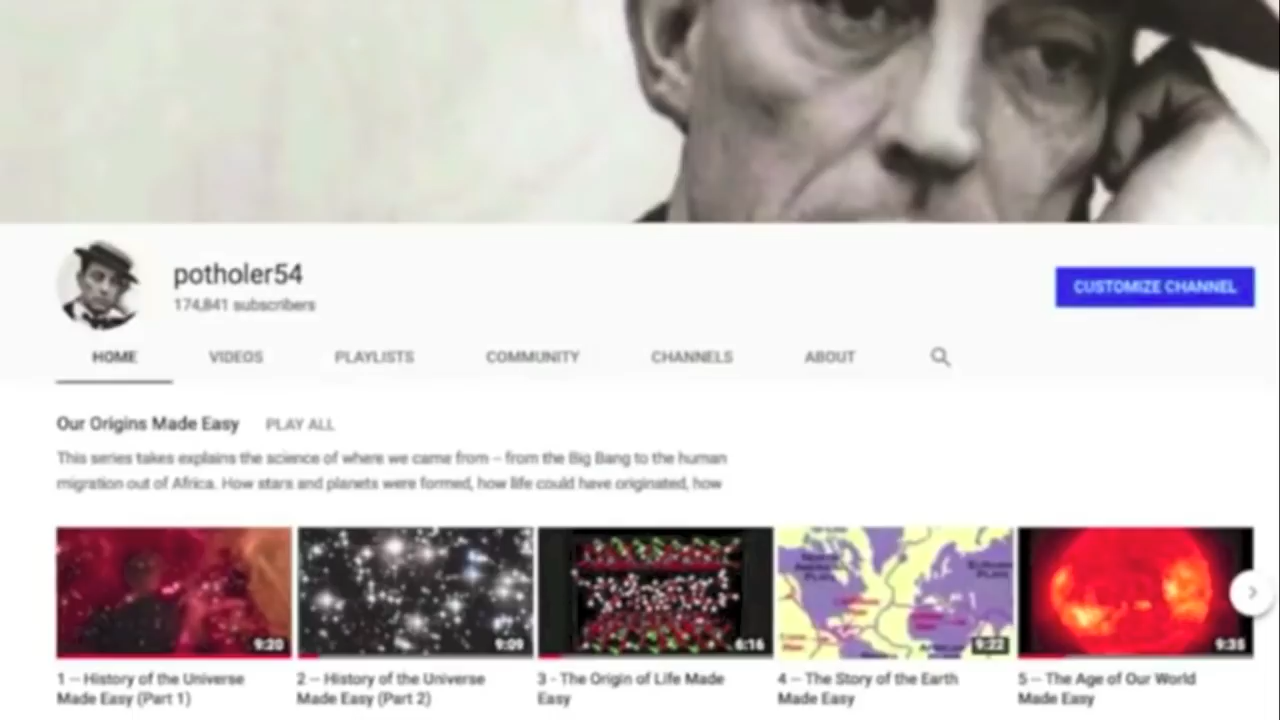 potholer54
174,841 subscribers
CUSTOMIZE CHANNEL
HOME VIDEOS PLAYLISTS COMMUNITY CHANNELS ABOUT
Our Origins Made Easy PLAY ALL
This series takes explains the science of where we came from -- from the Big Bang to the human
migration out of Africa. How stars and planets were formed, how life could have originated, how
9:20
9:09
6:16
9:22
9:35
1 -- History of the Universe
Made Easy (Part 1)
2 -- History of the Universe
Made Easy (Part 2)
3 - The Origin of Life Made
Easy
4 -- The Story of the Earth
Made Easy
5 -- The Age of Our World
Made Easy